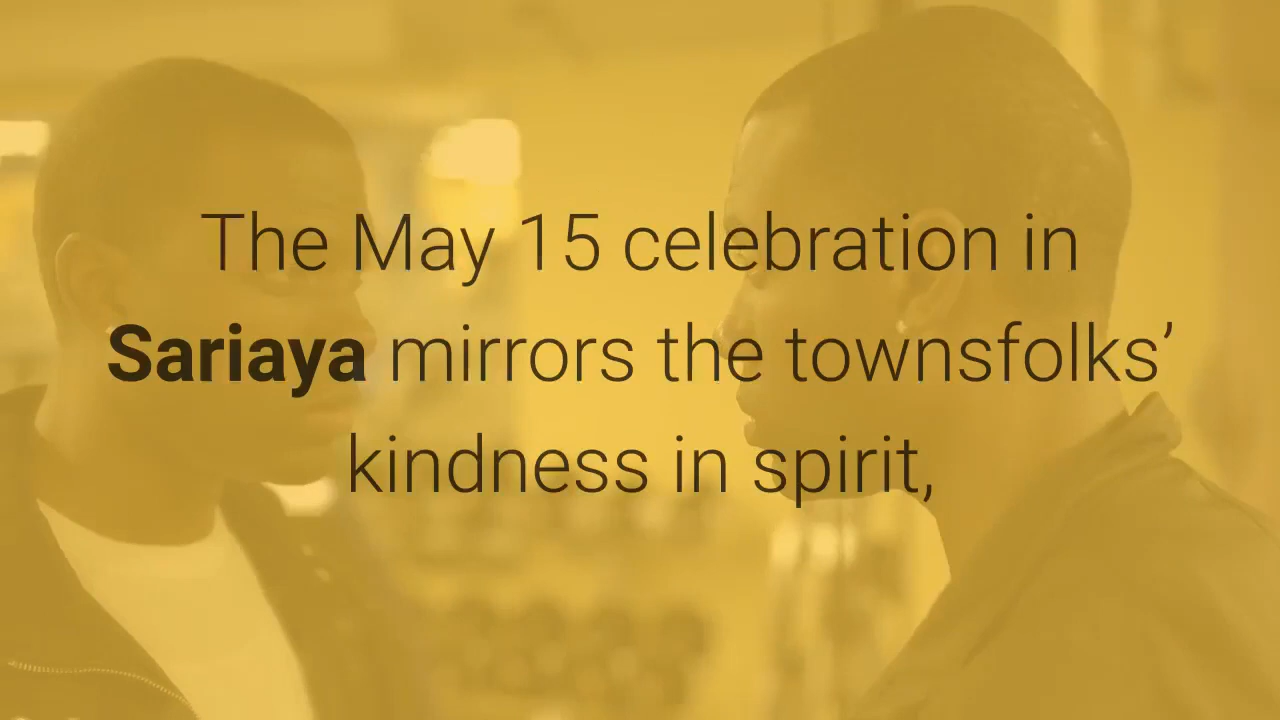 The May 15 celebration in
Sariaya mirrors the townsfolks’
kindness in spirit,